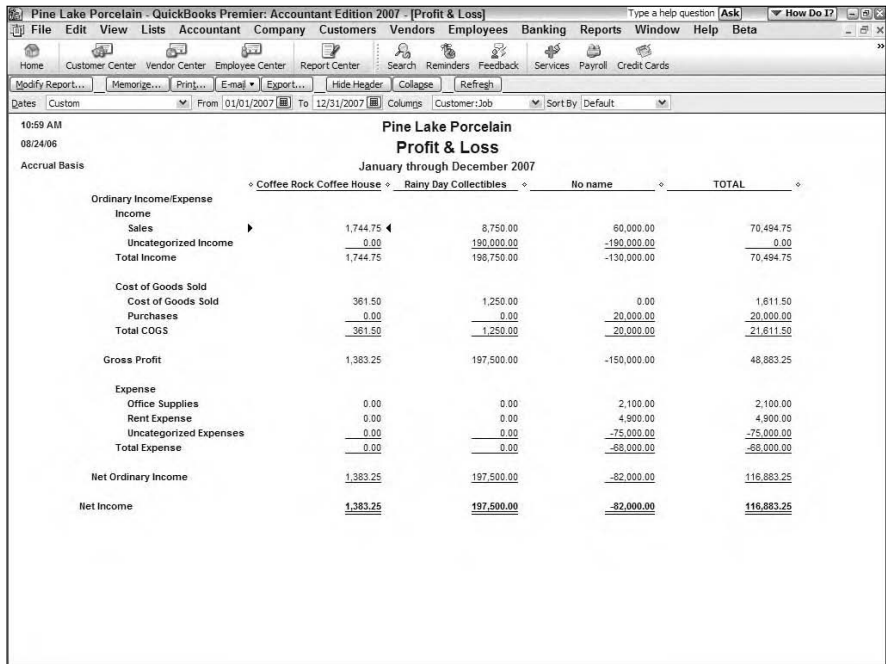 Pine Lake Porcelain - QuickBooks Premier: Accountant Edition 2007 - [Profit & Loss] Type a help question Ask How Do I?
File Edit View Lists Accountant Company Customers Vendors Employees Banking Reports Window Help Beta
Home Customer Center Vendor Center Employee Center Report Center Search Reminders Feedback Services Payroll Credit Cards »
Modify Report... Memorize... Print... E-mail Export... Hide Header Collapse Refresh
Dates Custom From 01/01/2007 To 12/31/2007 Columns Customer:Job Sort By Default
10:59 AM Pine Lake Porcelain
08/24/06 Profit & Loss
Accrual Basis January through December 2007
Coffee Rock Coffee House Rainy Day Collectibles No name TOTAL
Ordinary Income/Expense
Income
Sales 1,744.75 8,750.00 60,000.00 70,494.75
Uncategorized Income 0.00 190,000.00 -190,000.00 0.00
Total Income 1,744.75 198,750.00 -130,000.00 70,494.75
Cost of Goods Sold
Cost of Goods Sold 361.50 1,250.00 0.00 1,611.50
Purchases 0.00 0.00 20,000.00 20,000.00
Total COGS 361.50 1,250.00 20,000.00 21,611.50
Gross Profit 1,383.25 197,500.00 -150,000.00 48,883.25
Expense
Office Supplies 0.00 0.00 2,100.00 2,100.00
Rent Expense 0.00 0.00 4,900.00 4,900.00
Uncategorized Expenses 0.00 0.00 -75,000.00 -75,000.00
Total Expense 0.00 0.00 -68,000.00 -68,000.00
Net Ordinary Income 1,383.25 197,500.00 -82,000.00 116,883.25
Net Income 1,383.25 197,500.00 -82,000.00 116,883.25